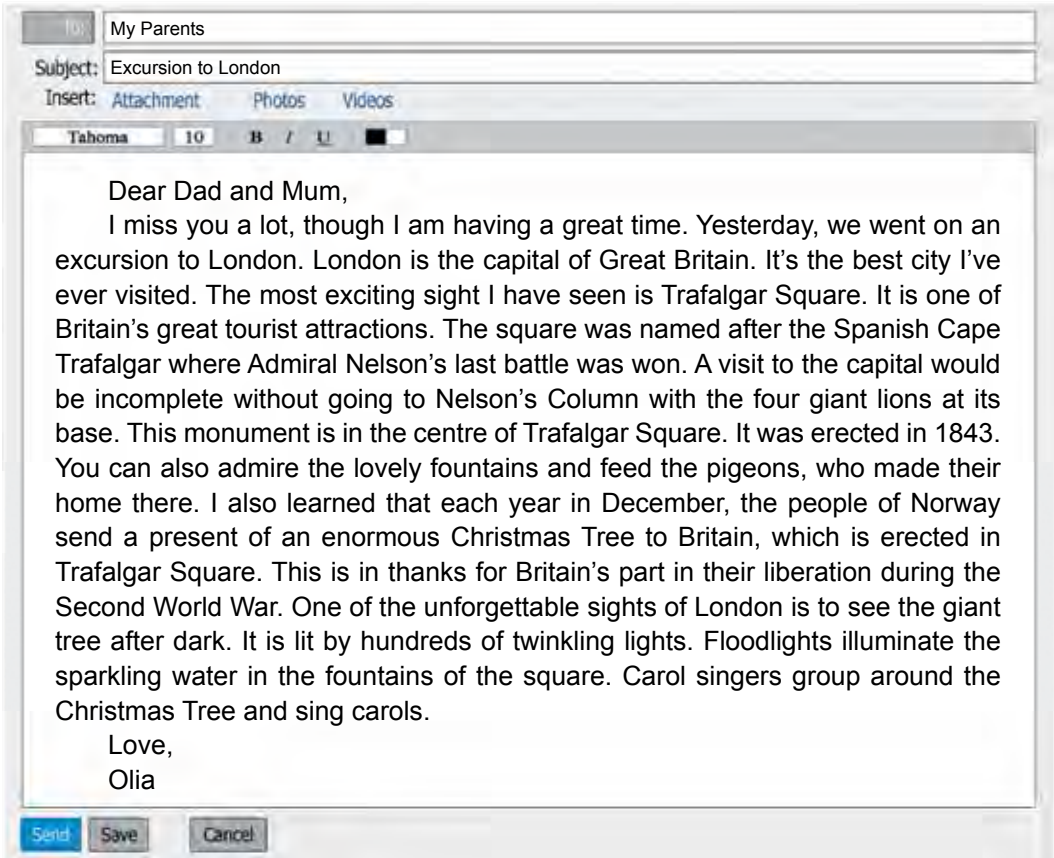 To:
My Parents
Subject: Excursion to London
Insert: Attachment Photos Videos
Tahoma 10 B I U
Dear Dad and Mum,
I miss you a lot, though I am having a great time. Yesterday, we went on an
excursion to London. London is the capital of Great Britain. It's the best city I've
ever visited. The most exciting sight I have seen is Trafalgar Square. It is one of
Britain's great tourist attractions. The square was named after the Spanish Cape
Trafalgar where Admiral Nelson's last battle was won. A visit to the capital would
be incomplete without going to Nelson's Column with the four giant lions at its
base. This monument is in the centre of Trafalgar Square. It was erected in 1843.
You can also admire the lovely fountains and feed the pigeons, who made their
home there. I also learned that each year in December, the people of Norway
send a present of an enormous Christmas Tree to Britain, which is erected in
Trafalgar Square. This is in thanks for Britain's part in their liberation during the
Second World War. One of the unforgettable sights of London is to see the giant
tree after dark. It is lit by hundreds of twinkling lights. Floodlights illuminate the
sparkling water in the fountains of the square. Carol singers group around the
Christmas Tree and sing carols.
Love,
Olia
Send Save Cancel